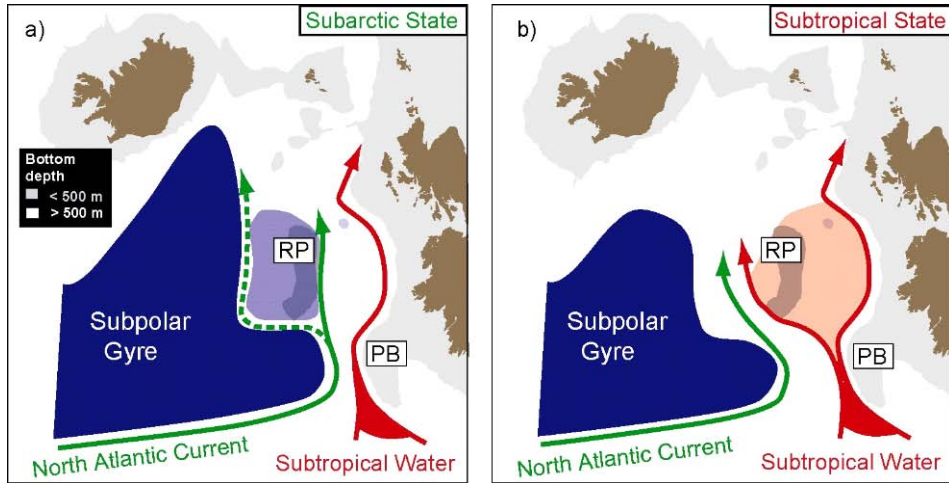 a)
Subarctic State
Bottom
depth
< 500 m
> 500 m
RP
Subpolar
Gyre
PB
North Atlantic Current
Subtropical Water
b)
Subtropical State
RP
Subpolar
Gyre
PB
North Atlantic Current
Subtropical Water